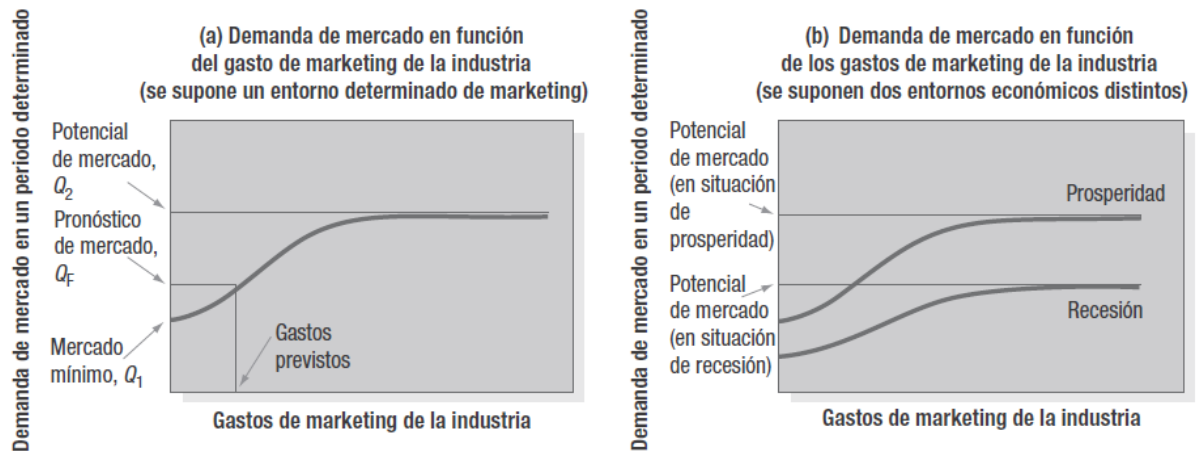 Demanda de mercado en un periodo determinado
(a) Demanda de mercado en función
del gasto de marketing de la industria
(se supone un entorno determinado de marketing)
Potencial
de mercado,
Q2
Pronóstico
de mercado,
QF
Mercado
mínimo, Q1
Gastos
previstos
Gastos de marketing de la industria
Demanda de mercado en un periodo determinado
(b) Demanda de mercado en función
de los gastos de marketing de la industria
(se suponen dos entornos económicos distintos)
Potencial
de mercado
(en situación
de
prosperidad)
Potencial
de mercado
(en situación
de recesión)
Prosperidad
Recesión
Gastos de marketing de la industria